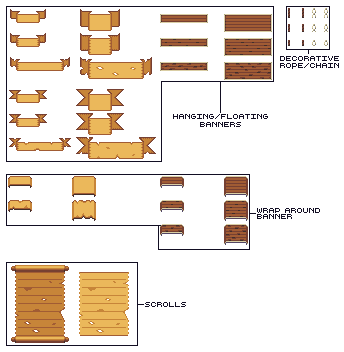 DECORATIVE
ROPE/CHAIN
HANGING/FLOATING
BANNERS
WRAP AROUND
BANNER
SCROLLS